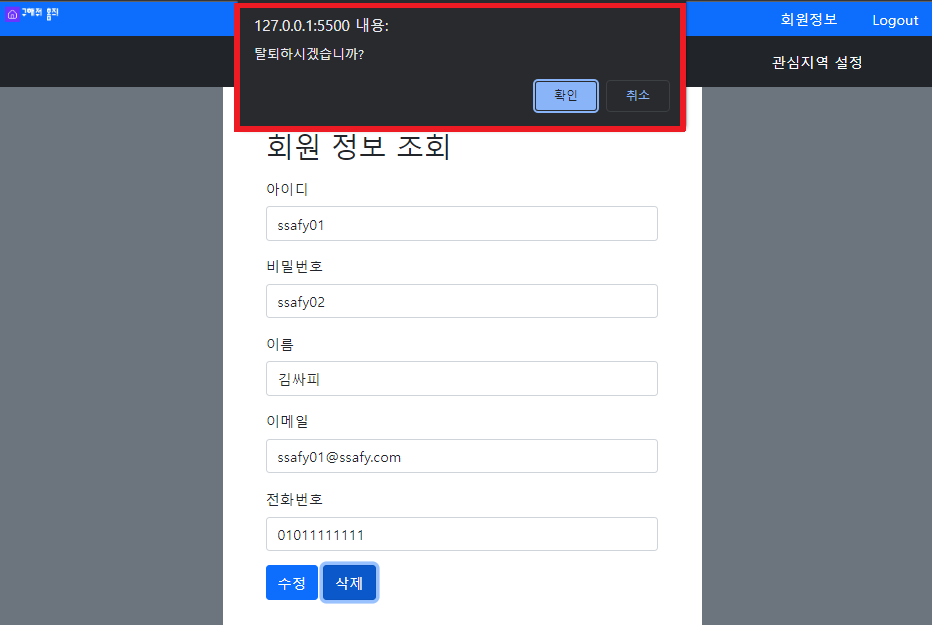 회원정보 Logout
127.0.0.1:5500 내용:
탈퇴하시겠습니까?
확인 취소
관심지역 설정
회원 정보 조회
아이디
ssafy01
비밀번호
ssafy02
이름
김싸피
이메일
ssafy01@ssafy.com
전화번호
01011111111
수정 삭제